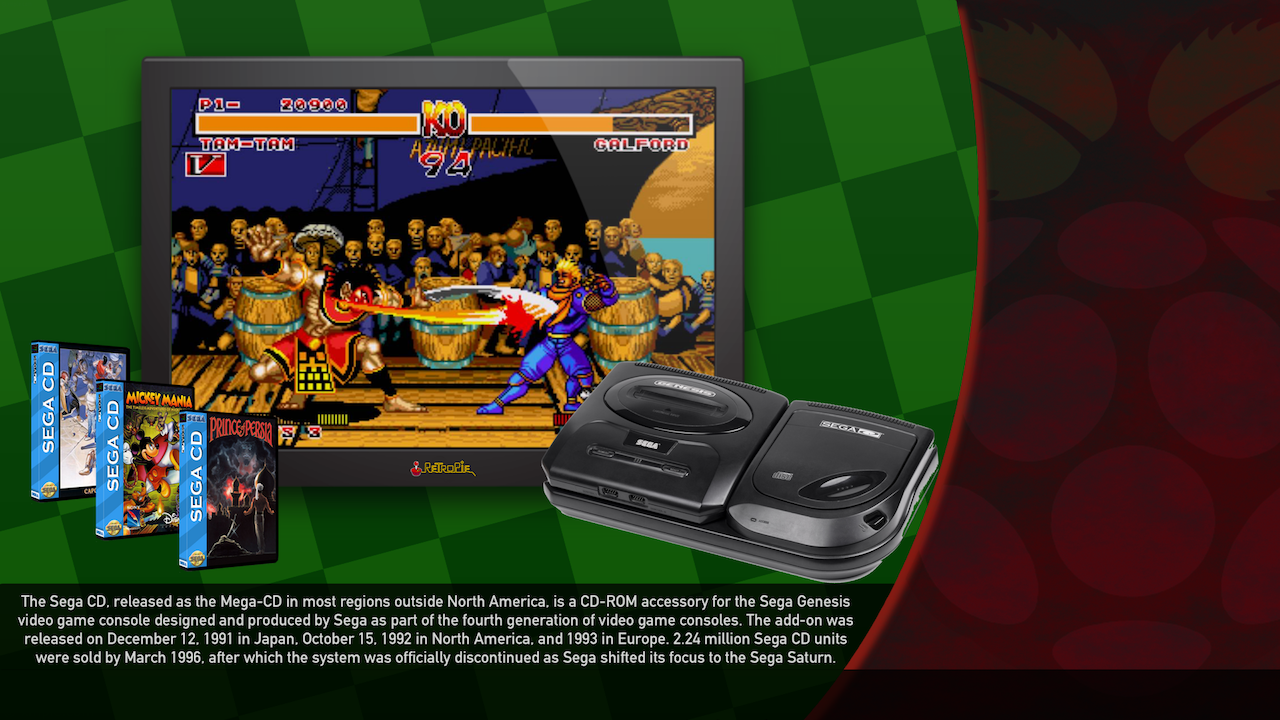 P1- 20900
KO
TAM-TAM
GALFORD
94
V
S 3
RETROPIE
SEGA
SEGA CD
CAPC
SEGA
SEGA CD
MICKEY MANIA
SEGA
SEGA CD
PRINCE OF PERSIA
GENESIS
SEGA
SEGA CD
The Sega CD, released as the Mega-CD in most regions outside North America, is a CD-ROM accessory for the Sega Genesis
video game console designed and produced by Sega as part of the fourth generation of video game consoles. The add-on was
released on December 12, 1991 in Japan, October 15, 1992 in North America, and 1993 in Europe. 2.24 million Sega CD units
were sold by March 1996, after which the system was officially discontinued as Sega shifted its focus to the Sega Saturn.